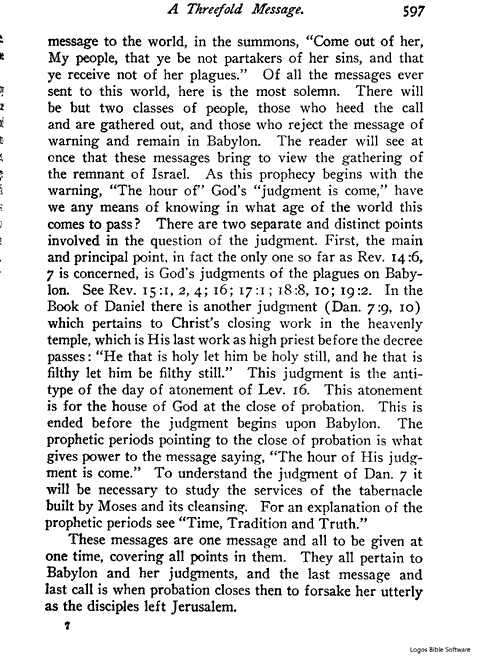 A Threefold Message. 597
message to the world, in the summons, "Come out of her,
My people, that ye be not partakers of her sins, and that
ye receive not of her plagues." Of all the messages ever
sent to this world, here is the most solemn. There will
be but two classes of people, those who heed the call
and are gathered out, and those who reject the message of
warning and remain in Babylon. The reader will see at
once that these messages bring to view the gathering of
the remnant of Israel. As this prophecy begins with the
warning, "The hour of" God's "judgment is come," have
we any means of knowing in what age of the world this
comes to pass? There are two separate and distinct points
involved in the question of the judgment. First, the main
and principal point, in fact the only one so far as Rev. 14:6,
7 is concerned, is God's judgments of the plagues on Baby-
lon. See Rev. 15:1, 2, 4; 16; 17:1; 18:8, 10; 19:2. In the
Book of Daniel there is another judgment (Dan. 7:9, 10)
which pertains to Christ's closing work in the heavenly
temple, which is His last work as high priest before the decree
passes: "He that is holy let him be holy still, and he that is
filthy let him be filthy still." This judgment is the anti-
type of the day of atonement of Lev. 16. This atonement
is for the house of God at the close of probation. This is
ended before the judgment begins upon Babylon. The
prophetic periods pointing to the close of probation is what
gives power to the message saying, "The hour of His judg-
ment is come." To understand the judgment of Dan. 7 it
will be necessary to study the services of the tabernacle
built by Moses and its cleansing. For an explanation of the
prophetic periods see "Time, Tradition and Truth."
These messages are one message and all to be given at
one time, covering all points in them. They all pertain to
Babylon and her judgments, and the last message and
last call is when probation closes then to forsake her utterly
as the disciples left Jerusalem.
7
Logos Bible Software